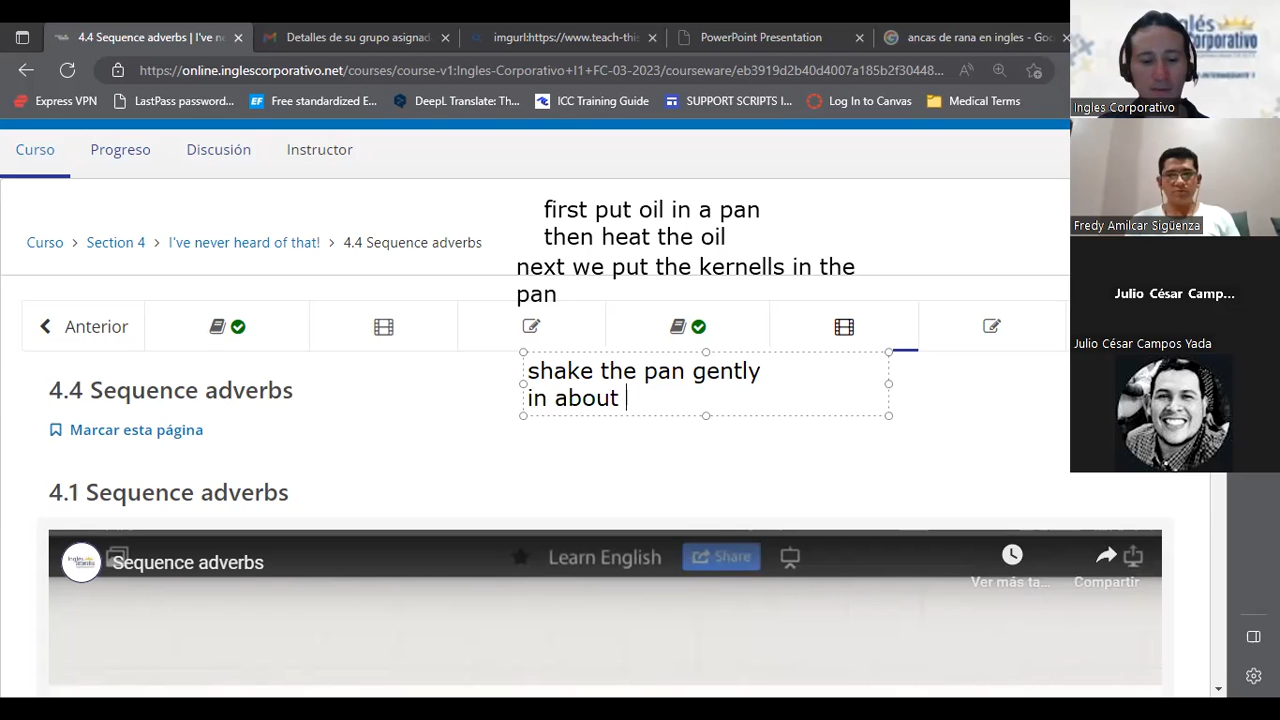 4.4 Sequence adverbs | I've ne
Detalles de su grupo asignad
imgurl:https://www.teach-this
PowerPoint Presentation
ancas de rana en ingles - Goo
https://online.inglescorporativo.net/courses/course-v1:Ingles-Corporativo+I1+FC-03-2023/courseware/eb3919d2b40d4007a185b2f30448...
Express VPN
LastPass password...
EF Free standardized E...
DeepL Translate: Th...
ICC Training Guide
SUPPORT SCRIPTS I...
Log In to Canvas
Medical Terms
Ingles Corporativo
Curso
Progreso
Discusión
Instructor
Fredy Amilcar Sigüenza
first put oil in a pan
then heat the oil
next we put the kernells in the
pan
Curso > Section 4 > I've never heard of that! > 4.4 Sequence adverbs
Julio César Camp...
Anterior
Julio César Campos Yada
shake the pan gently
in about
4.4 Sequence adverbs
Marcar esta página
4.1 Sequence adverbs
Sequence adverbs
Learn English
Share
Ver más ta...
Compartir